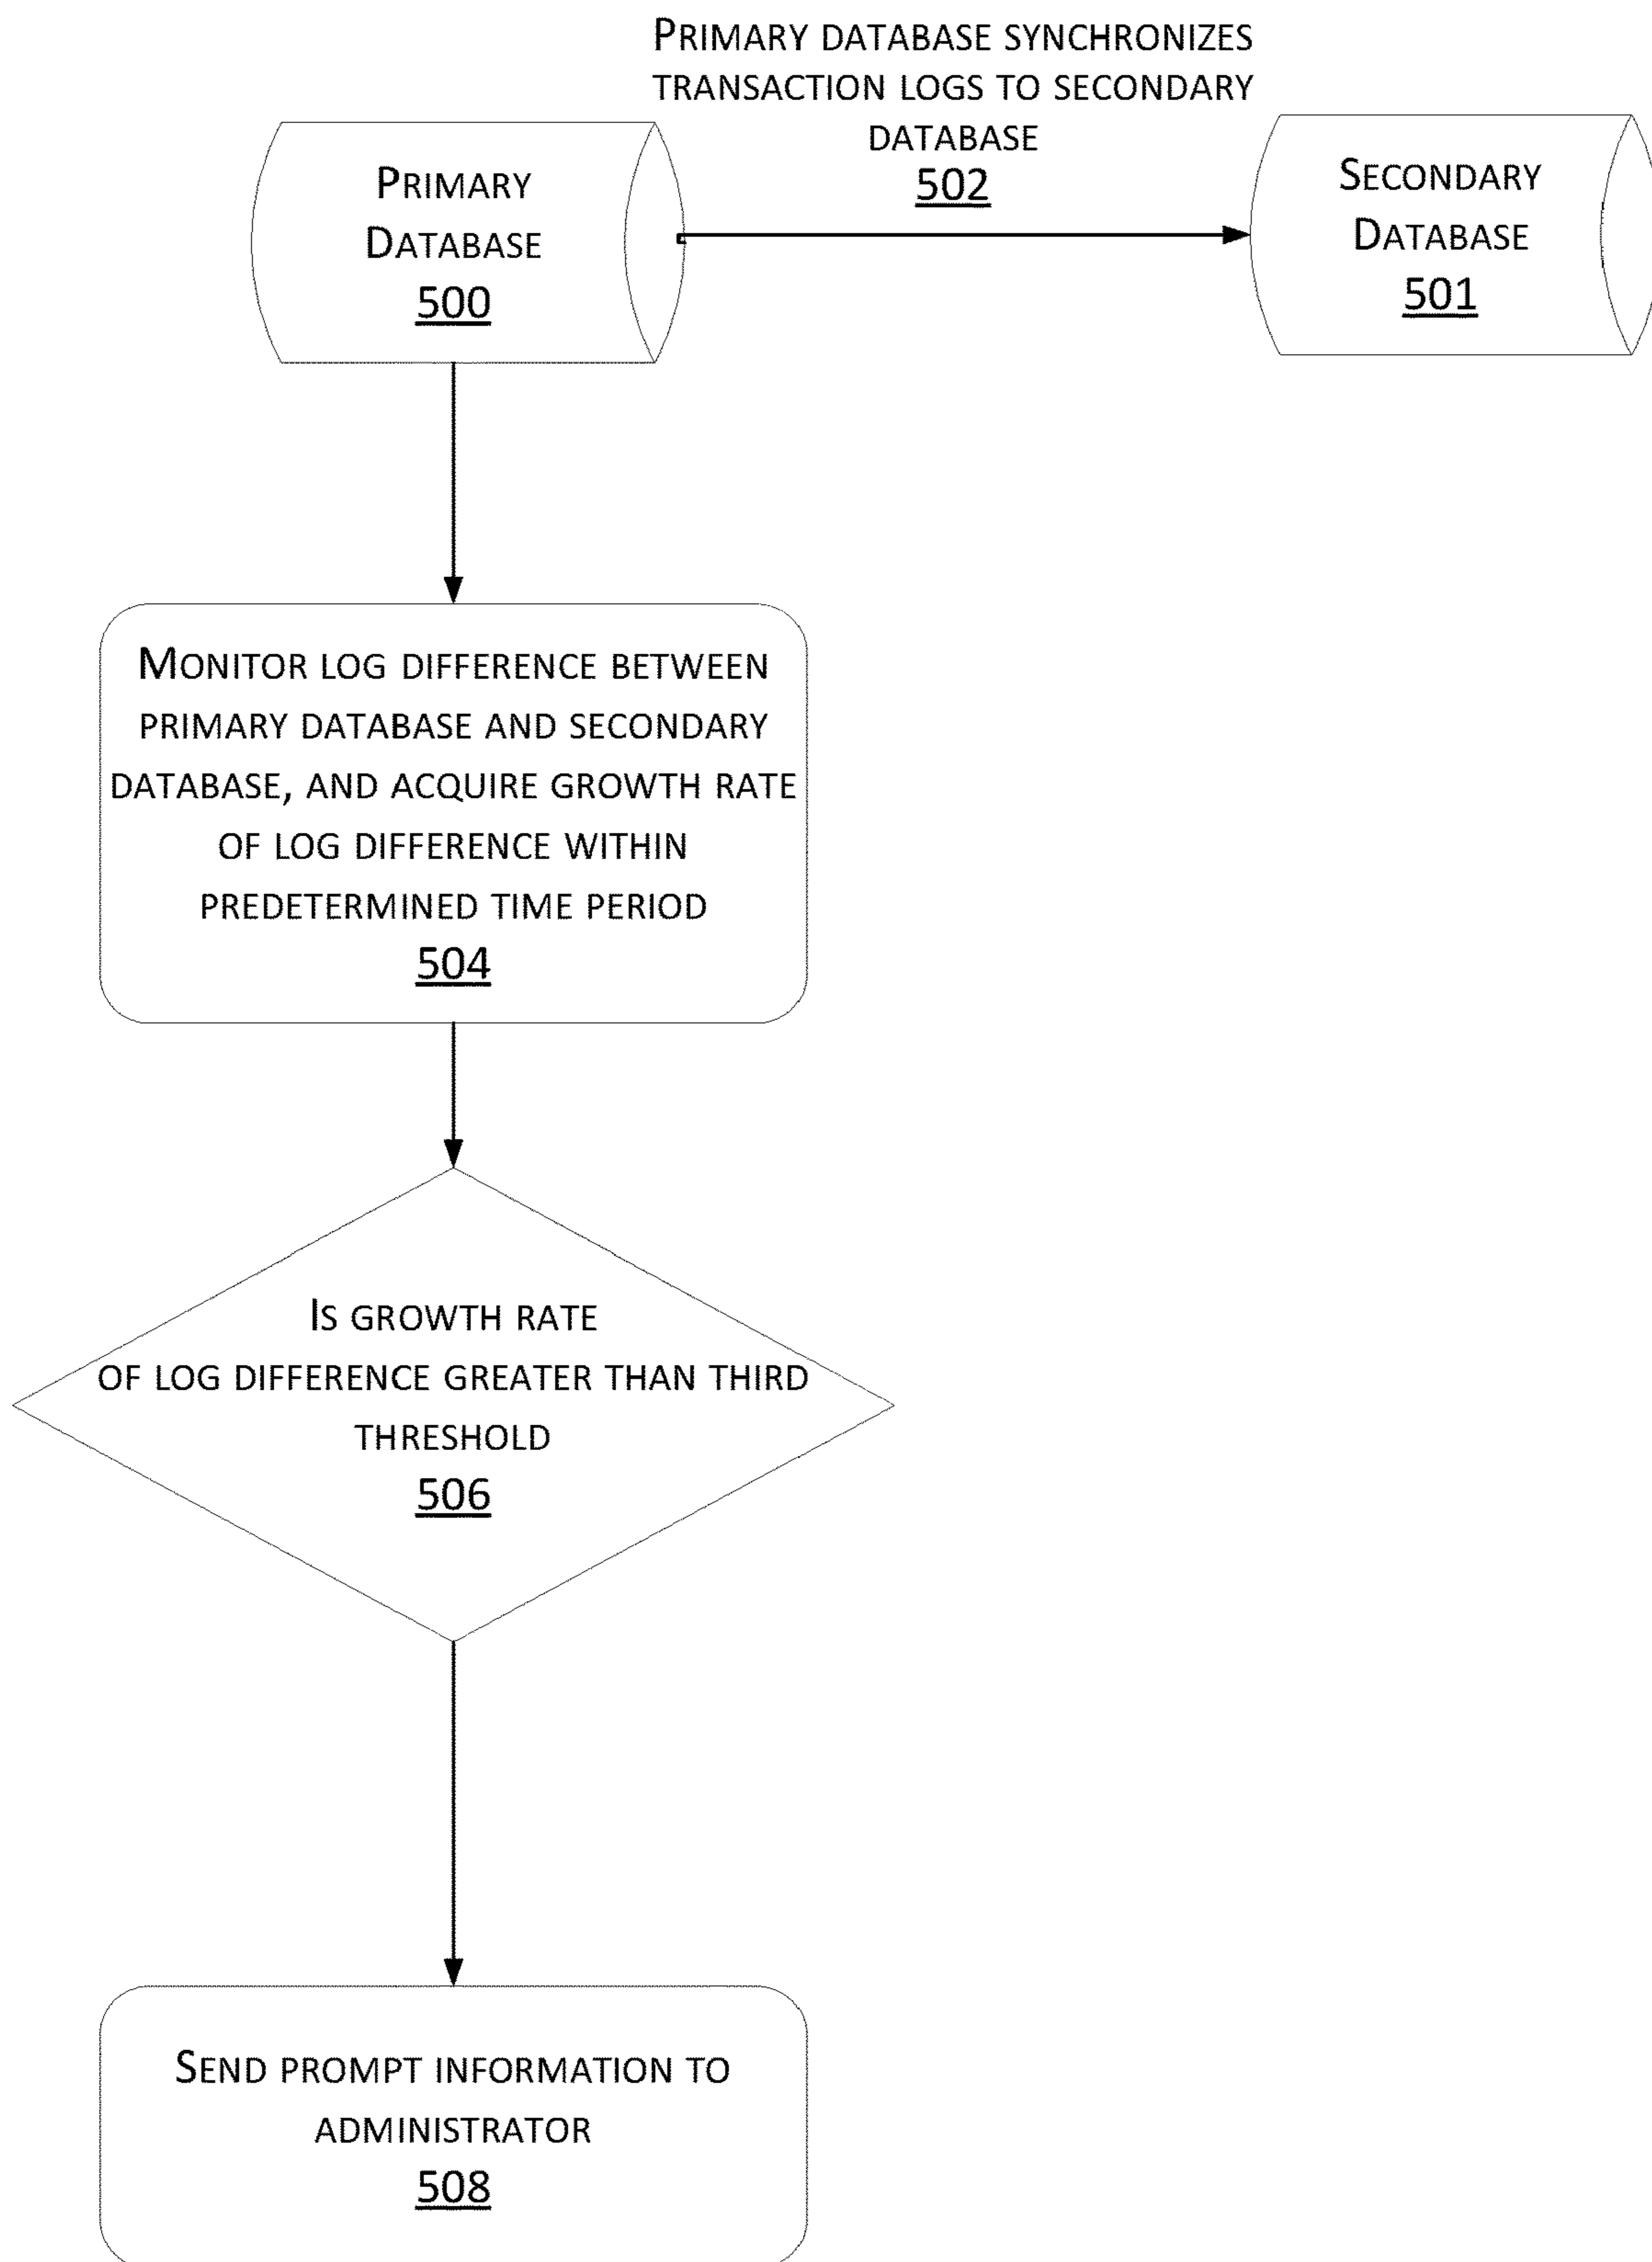 PRIMARY DATABASE SYNCHRONIZES
TRANSACTION LOGS TO SECONDARY
DATABASE
502
PRIMARY
DATABASE
500
SECONDARY
DATABASE
501
MONITOR LOG DIFFERENCE BETWEEN
PRIMARY DATABASE AND SECONDARY
DATABASE, AND ACQUIRE GROWTH RATE
OF LOG DIFFERENCE WITHIN
PREDETERMINED TIME PERIOD
504
IS GROWTH RATE
OF LOG DIFFERENCE GREATER THAN THIRD
THRESHOLD
506
SEND PROMPT INFORMATION TO
ADMINISTRATOR
508